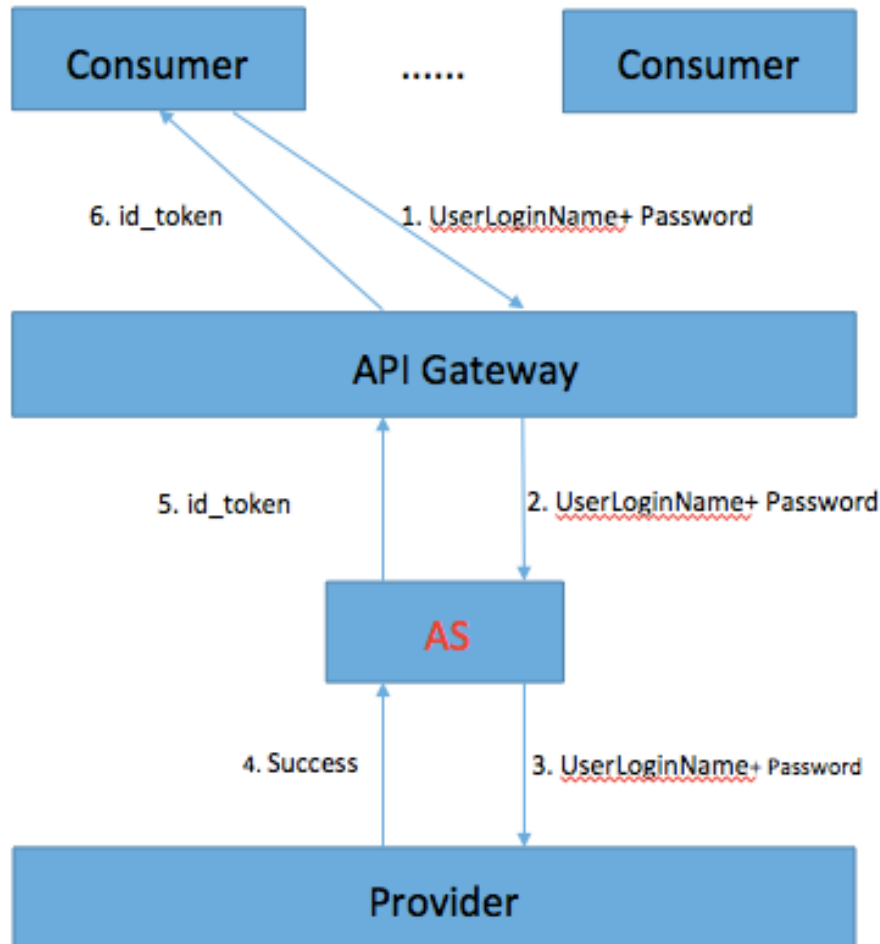 Consumer
......
Consumer
6. id_token
1. UserLoginName+ Password
API Gateway
5. id_token
2. UserLoginName+ Password
AS
4. Success
3. UserLoginName+ Password
Provider